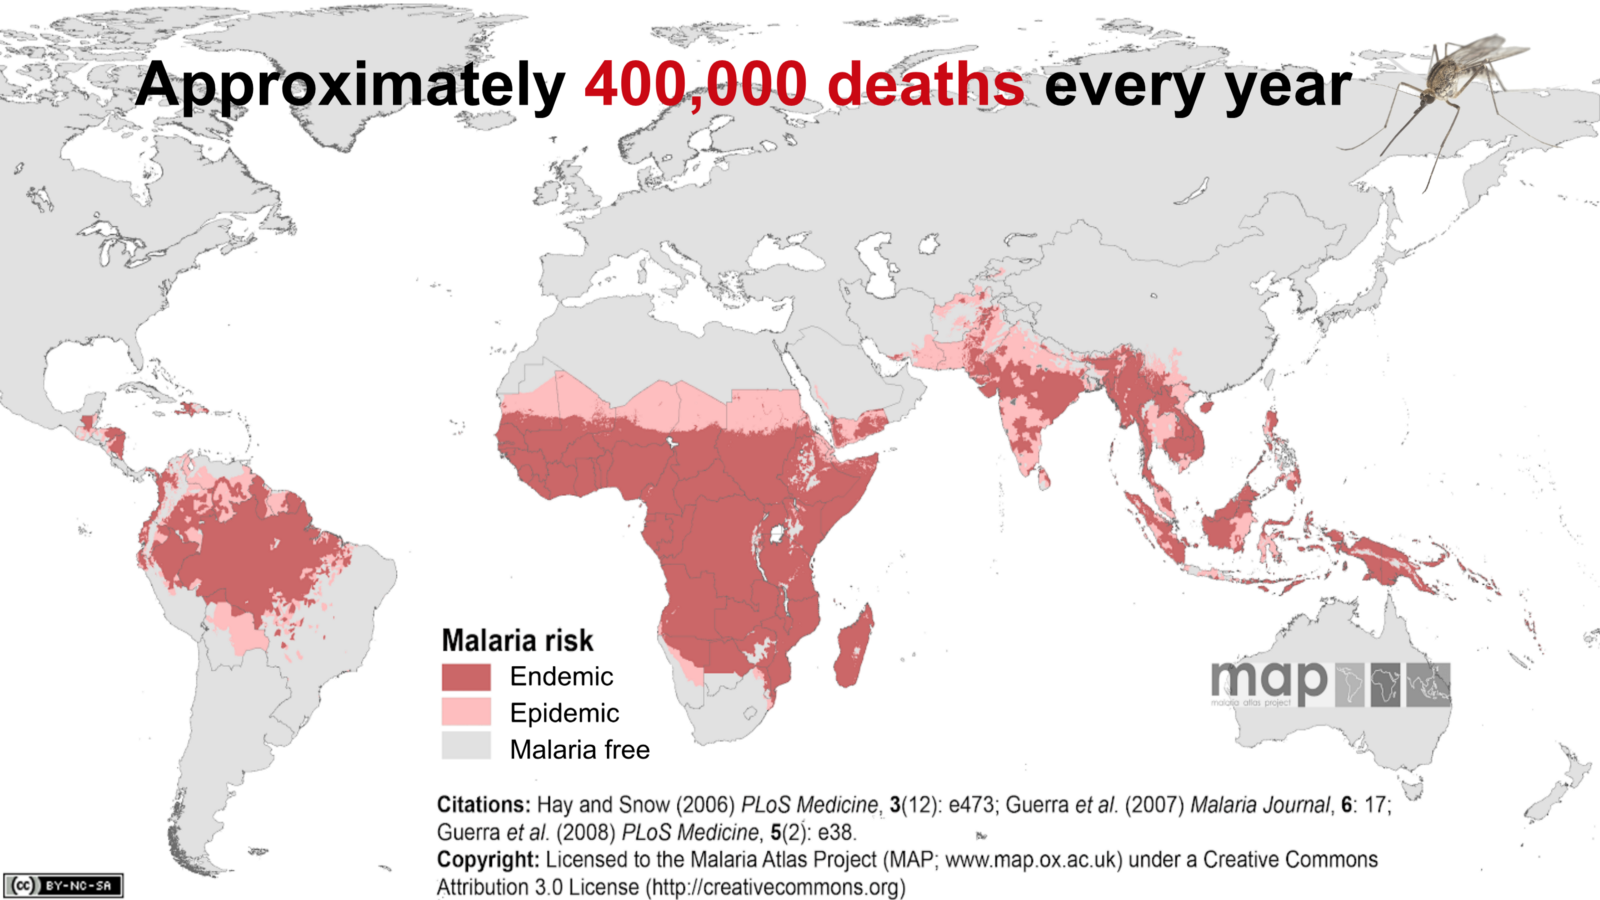 Approximately 400,000 deaths every year
Malaria risk
Endemic
Epidemic
Malaria free
map
malaria atlas project
Citations: Hay and Snow (2006) PLoS Medicine, 3(12): e473; Guerra et al. (2007) Malaria Journal, 6: 17;
Guerra et al. (2008) PLoS Medicine, 5(2): e38.
Copyright: Licensed to the Malaria Atlas Project (MAP; www.map.ox.ac.uk) under a Creative Commons
Attribution 3.0 License (http://creativecommons.org)
cc BY-NC-SA